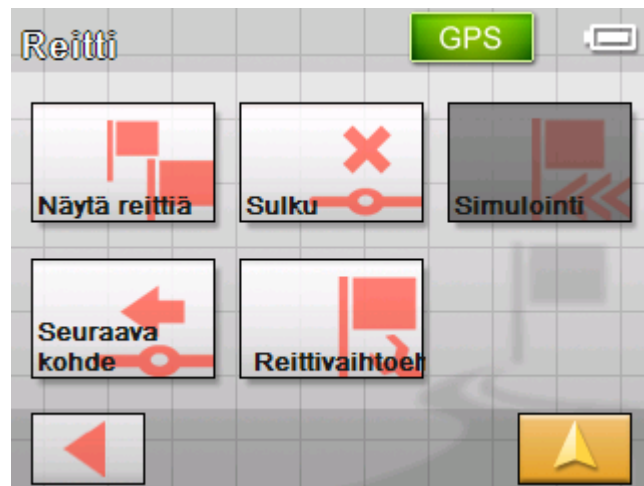 Reitti
GPS
Näytä reittiä
Sulku
Simulointi
Seuraava
kohde
Reittivaihtoeh